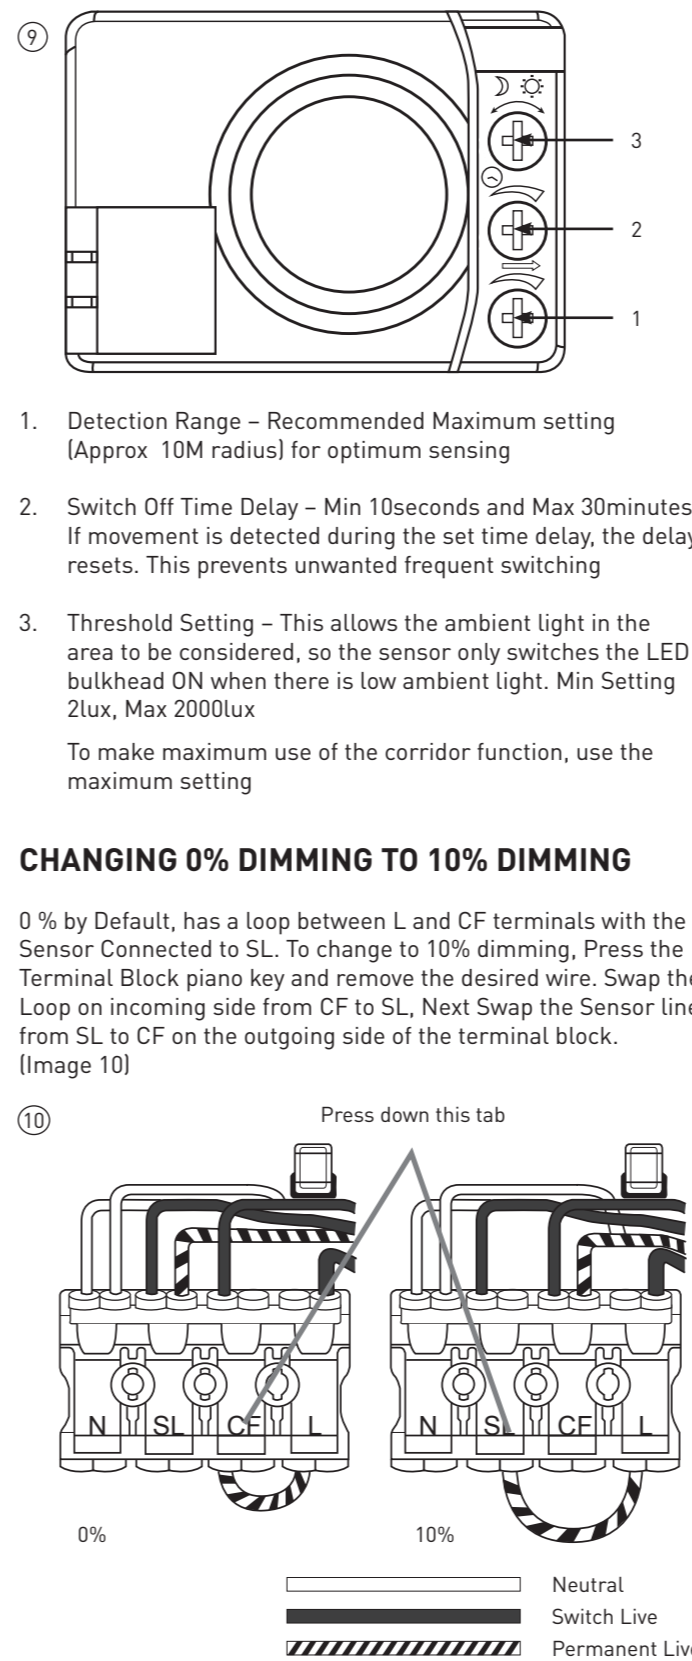 9
3
2
1
1. Detection Range – Recommended Maximum setting
(Approx 10M radius) for optimum sensing
2. Switch Off Time Delay – Min 10seconds and Max 30minutes
If movement is detected during the set time delay, the delay
resets. This prevents unwanted frequent switching
3. Threshold Setting – This allows the ambient light in the
area to be considered, so the sensor only switches the LED
bulkhead ON when there is low ambient light. Min Setting
2lux, Max 2000lux
To make maximum use of the corridor function, use the
maximum setting
CHANGING 0% DIMMING TO 10% DIMMING
0 % by Default, has a loop between L and CF terminals with the
Sensor Connected to SL. To change to 10% dimming, Press the
Terminal Block piano key and remove the desired wire. Swap the
Loop on incoming side from CF to SL, Next Swap the Sensor line
from SL to CF on the outgoing side of the terminal block.
(Image 10)
10
Press down this tab
N SL CF L
N SL CF L
0%
10%
Neutral
Switch Live
Permanent Live